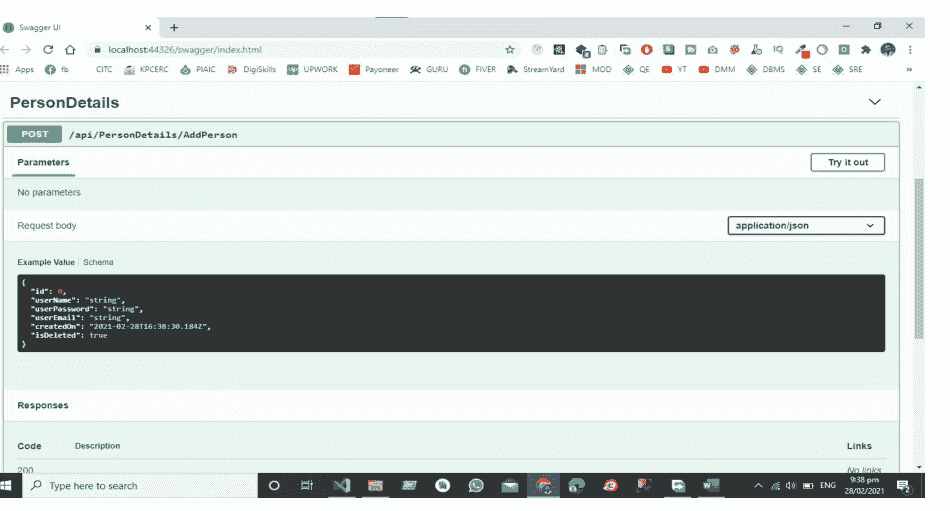 Swagger UI
localhost:44326/swagger/index.html
Apps fb CITC KPCERC PIAIC DigiSkills UPWORK Payoneer GURU FIVER StreamYard MOD QE YT DMM DBMS SE SRE »
PersonDetails
POST /api/PersonDetails/AddPerson
Parameters
Try it out
No parameters
Request body
application/json
Example Value Schema
{
"id": 0,
"userName": "string",
"userPassword": "string",
"userEmail": "string",
"createdOn": "2021-02-28T16:38:30.184Z",
"isDeleted": true
}
Responses
Code Description Links
200 No links
Type here to search
ENG
9:38 pm
28/02/2021
2